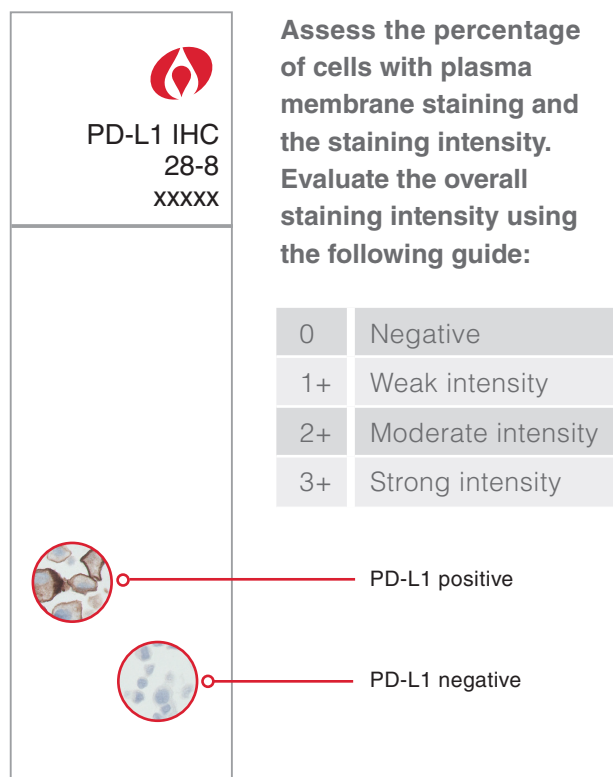 PD-L1 IHC
28-8
xxxxx
Assess the percentage
of cells with plasma
membrane staining and
the staining intensity.
Evaluate the overall
staining intensity using
the following guide:
0 Negative
1+ Weak intensity
2+ Moderate intensity
3+ Strong intensity
PD-L1 positive
PD-L1 negative